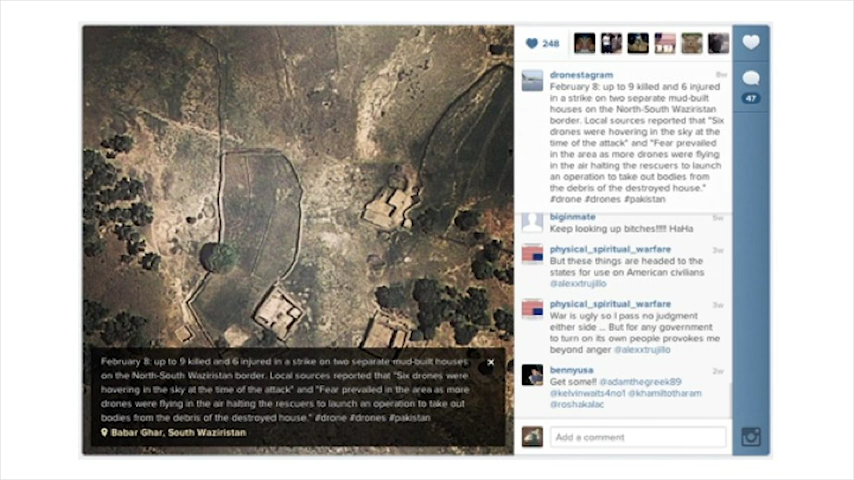 February 8: up to 9 killed and 6 injured in a strike on two separate mud-built houses
on the North-South Waziristan border. Local sources reported that "Six drones were
hovering in the sky at the time of the attack" and "Fear prevailed in the area as more
drones were flying in the air halting the rescuers to launch an operation to take out
bodies from the debris of the destroyed house." #drone #drones #pakistan
Babar Ghar, South Waziristan
248
dronestagram
8w
February 8: up to 9 killed and 6 injured
in a strike on two separate mud-built
houses on the North-South Waziristan
border. Local sources reported that "Six
drones were hovering in the sky at the
time of the attack" and "Fear prevailed
in the area as more drones were flying
in the air halting the rescuers to launch
an operation to take out bodies from
the debris of the destroyed house."
#drone #drones #pakistan
biginmate
Keep looking up bitches!!!!! HaHa
physical_spiritual_warfare
3w
But these things are headed to the
states for use on American civilians
@alexxtrujillo
physical_spiritual_warfare
3w
War is ugly so I pass no judgment
either side ... But for any government
to turn on its own people provokes me
beyond anger @alexxtrujillo
bennyusa
2w
Get some!! @adamthegreek89
@kelvinwaits4no1 @khamiltotharam
@roshakalac
Add a comment
47